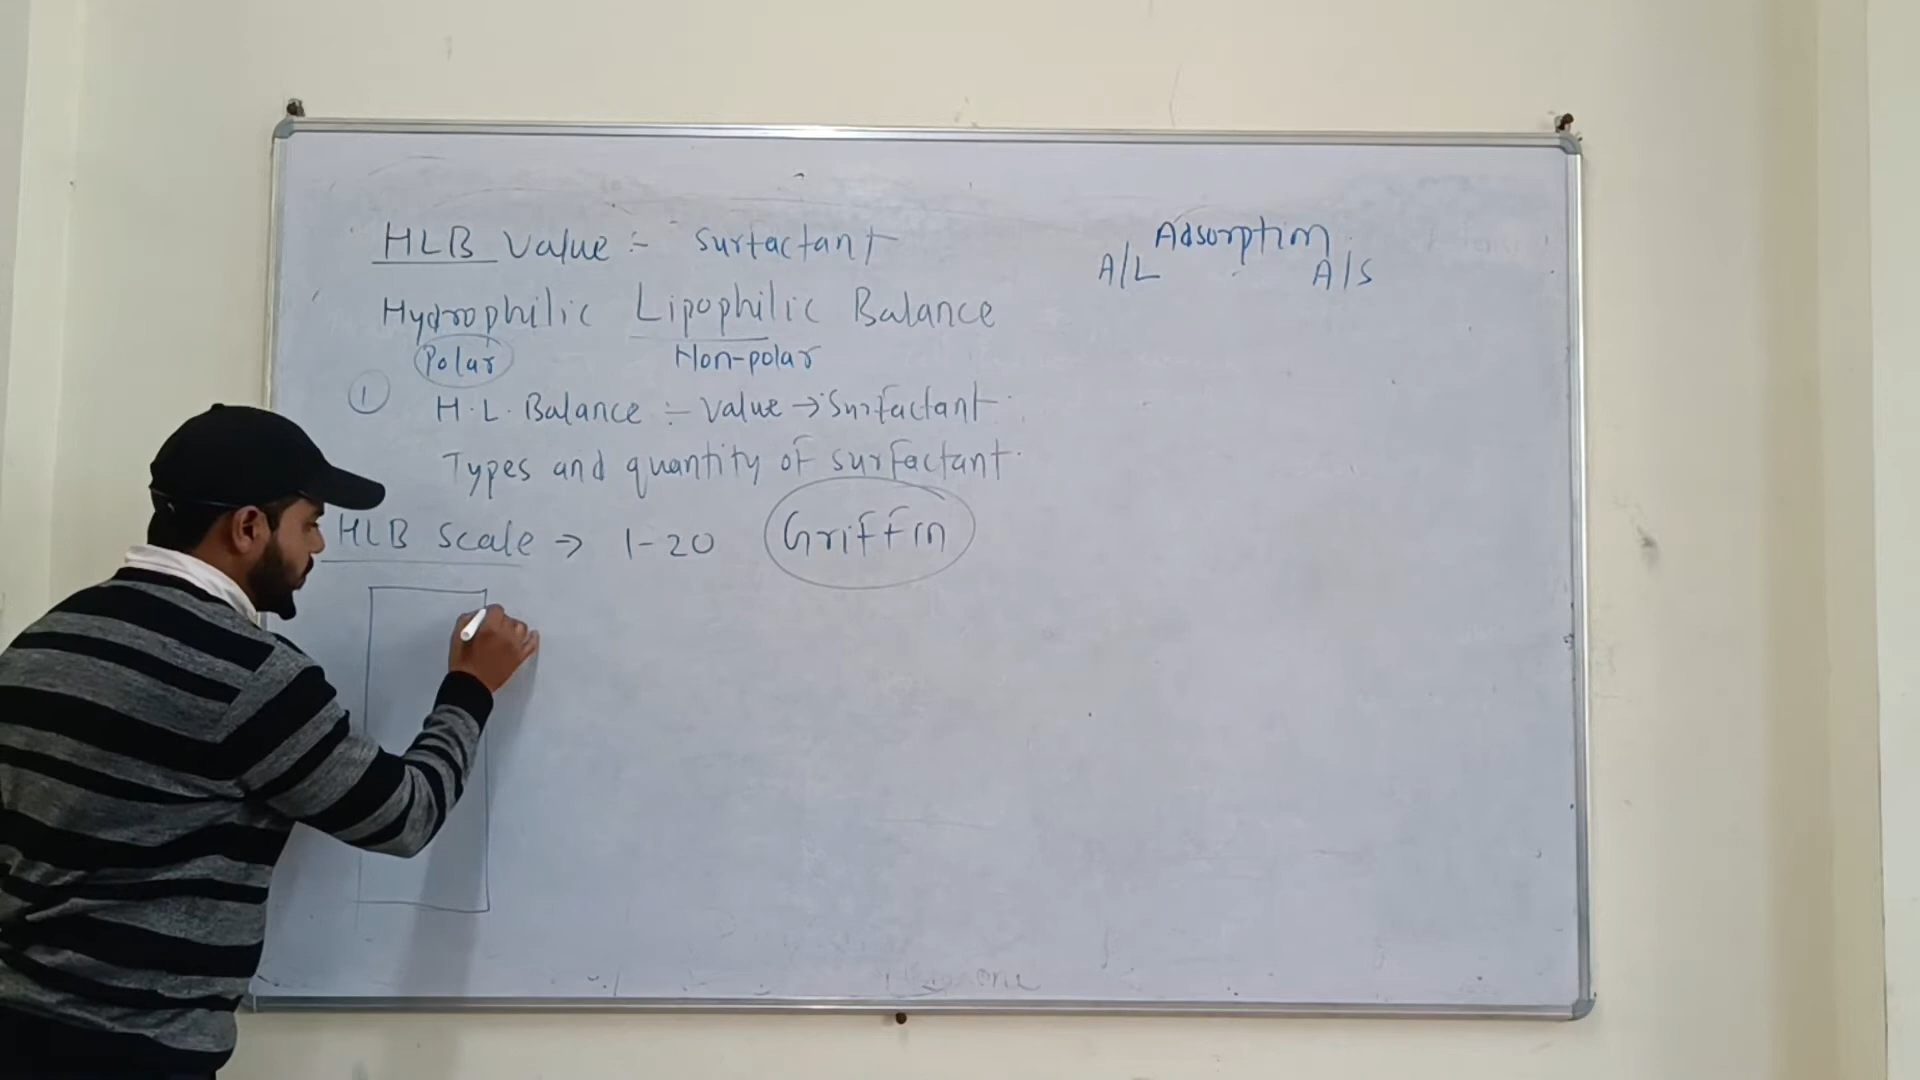 HLB Value :- Surfactant
Hydrophilic Lipophilic Balance
Polar Non-polar
① H.L. Balance :- Value → Surfactant
Types and quantity of surfactant.
HLB Scale → 1-20 Griffin
Adsorption
A/L A/S